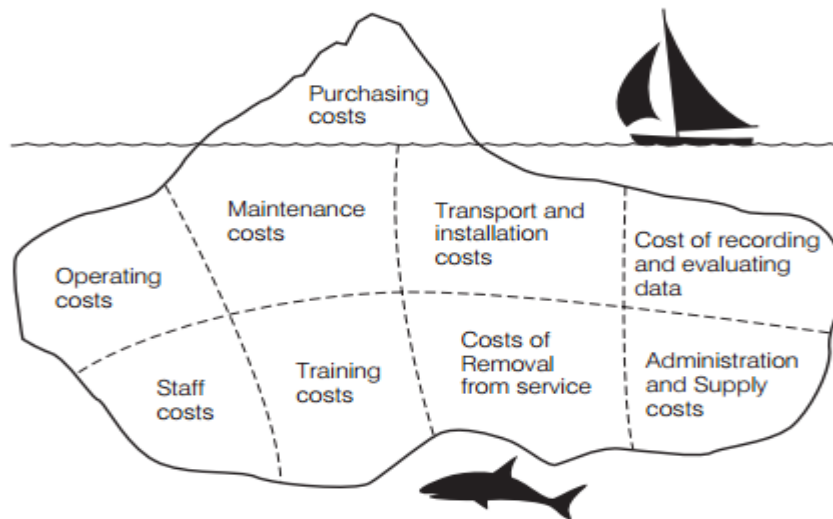 Purchasing
costs
Maintenance
costs
Transport and
installation
costs
Cost of recording
and evaluating
data
Operating
costs
Staff
costs
Training
costs
Costs of
Removal
from service
Administration
and Supply
costs